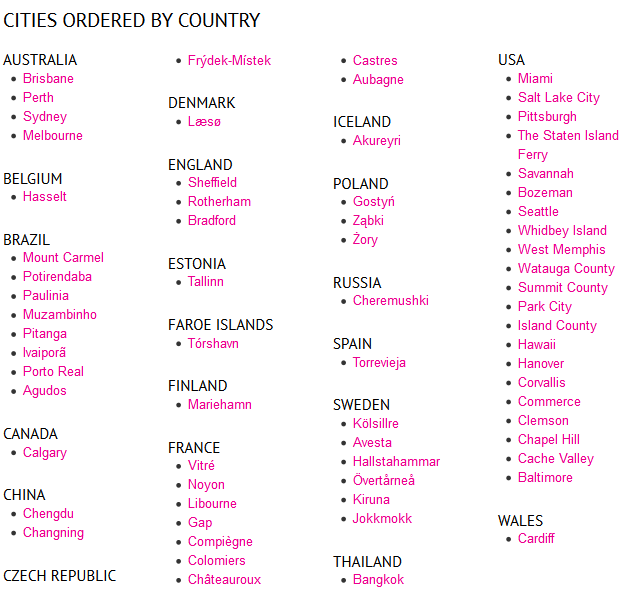 CITIES ORDERED BY COUNTRY
AUSTRALIA
Brisbane
Perth
Sydney
Melbourne
BELGIUM
Hasselt
BRAZIL
Mount Carmel
Potirendaba
Paulinia
Muzambinho
Pitanga
Ivaiporã
Porto Real
Agudos
CANADA
Calgary
CHINA
Chengdu
Changning
CZECH REPUBLIC
Frýdek-Místek
DENMARK
Læsø
ENGLAND
Sheffield
Rotherham
Bradford
ESTONIA
Tallinn
FAROE ISLANDS
Tórshavn
FINLAND
Mariehamn
FRANCE
Vitré
Noyon
Libourne
Gap
Compiègne
Colomiers
Châteauroux
Castres
Aubagne
ICELAND
Akureyri
POLAND
Gostyń
Ząbki
Żory
RUSSIA
Cheremushki
SPAIN
Torrevieja
SWEDEN
Kölsillre
Avesta
Hallstahammar
Övertårneå
Kiruna
Jokkmokk
THAILAND
Bangkok
USA
Miami
Salt Lake City
Pittsburgh
The Staten Island
Ferry
Savannah
Bozeman
Seattle
Whidbey Island
West Memphis
Watauga County
Summit County
Park City
Island County
Hawaii
Hanover
Corvallis
Commerce
Clemson
Chapel Hill
Cache Valley
Baltimore
WALES
Cardiff